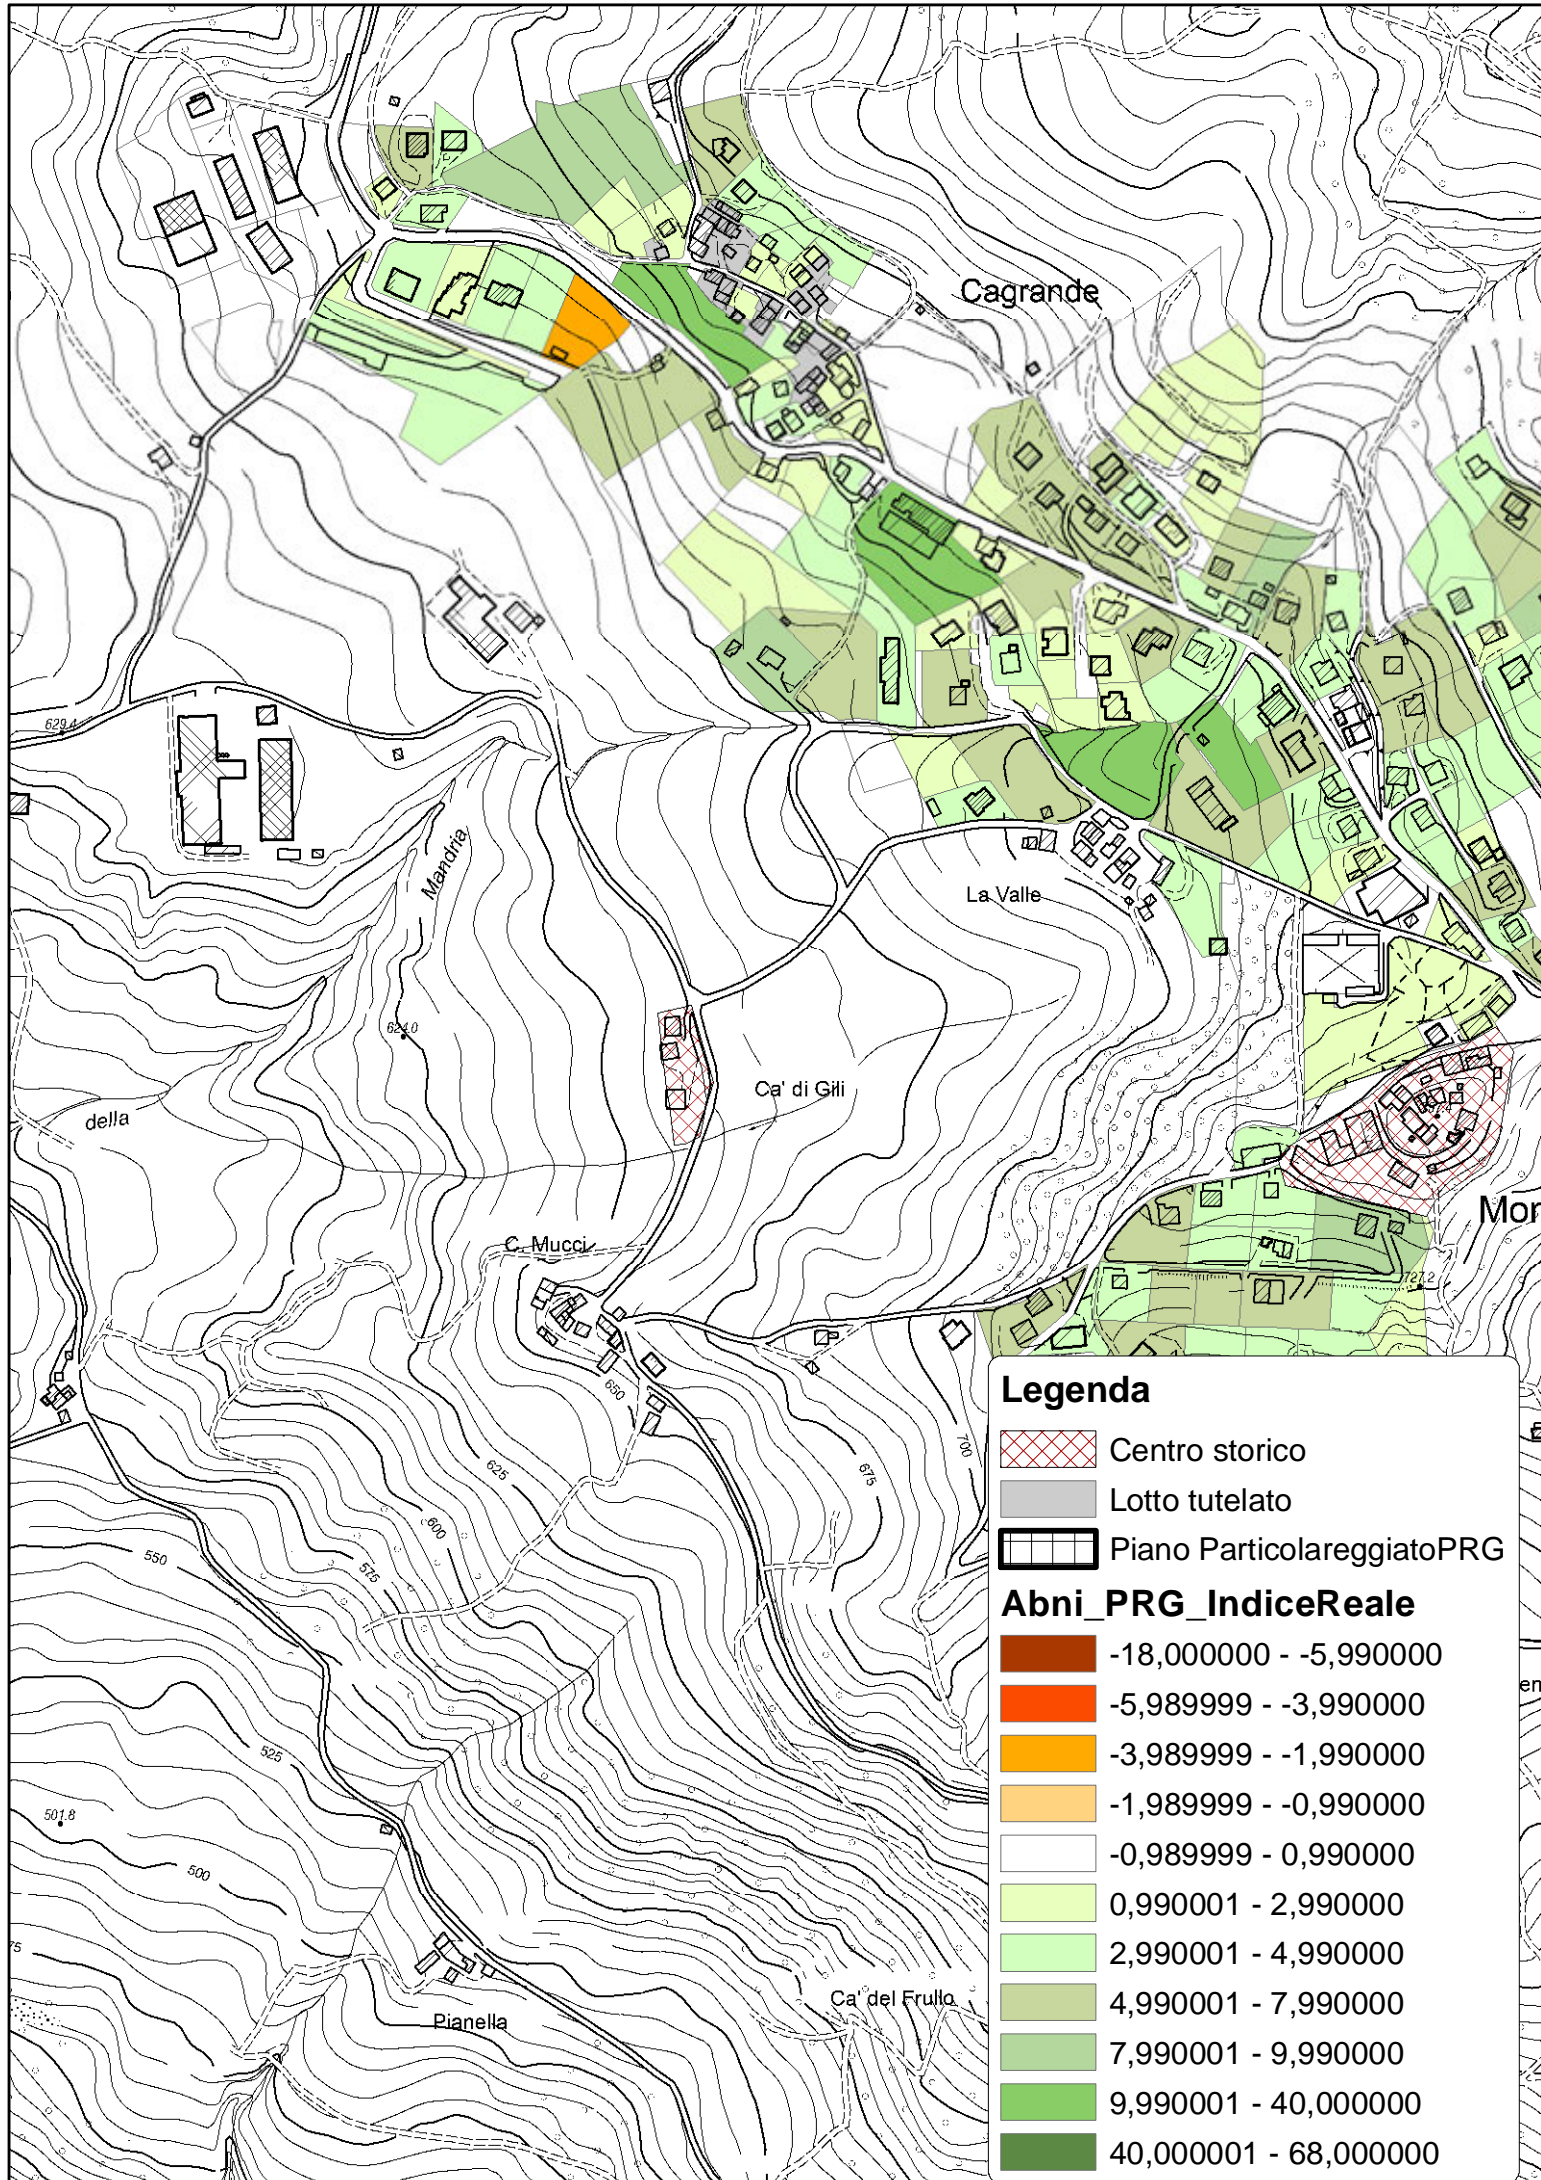 Cagrande
629.4
Mandria
La Valle
624.0
Ca' di Gili
della
Mor
C. Mucci
727.2
650
700
675
625
600
575
550
525
501.8
500
75
Pianella
Ca' del Frullo
en
Legenda
Centro storico
Lotto tutelato
Piano ParticolareggiatoPRG
Abni_PRG_IndiceReale
-18,000000 - -5,990000
-5,989999 - -3,990000
-3,989999 - -1,990000
-1,989999 - -0,990000
-0,989999 - 0,990000
0,990001 - 2,990000
2,990001 - 4,990000
4,990001 - 7,990000
7,990001 - 9,990000
9,990001 - 40,000000
40,000001 - 68,000000